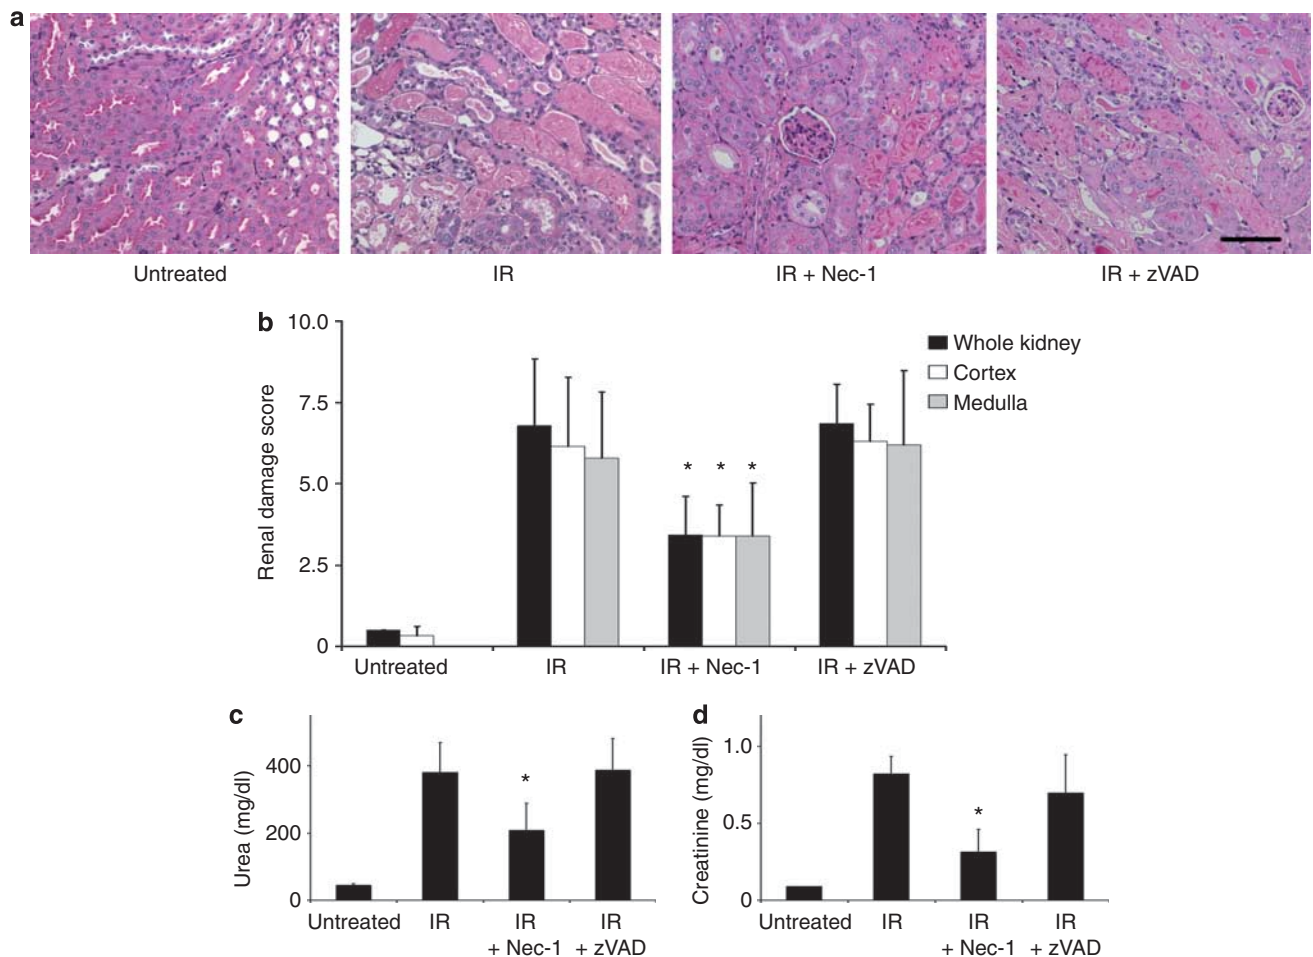 a
Untreated
IR
IR + Nec-1
IR + zVAD
b
10.0
7.5
5.0
2.5
0
Renal damage score
* * *
Whole kidney
Cortex
Medulla
Untreated
IR
IR + Nec-1
IR + zVAD
c
400
200
0
Urea (mg/dl)
*
Untreated
IR
IR
+ Nec-1
IR
+ zVAD
d
1.0
0.5
0
Creatinine (mg/dl)
*
Untreated
IR
IR
+ Nec-1
IR
+ zVAD